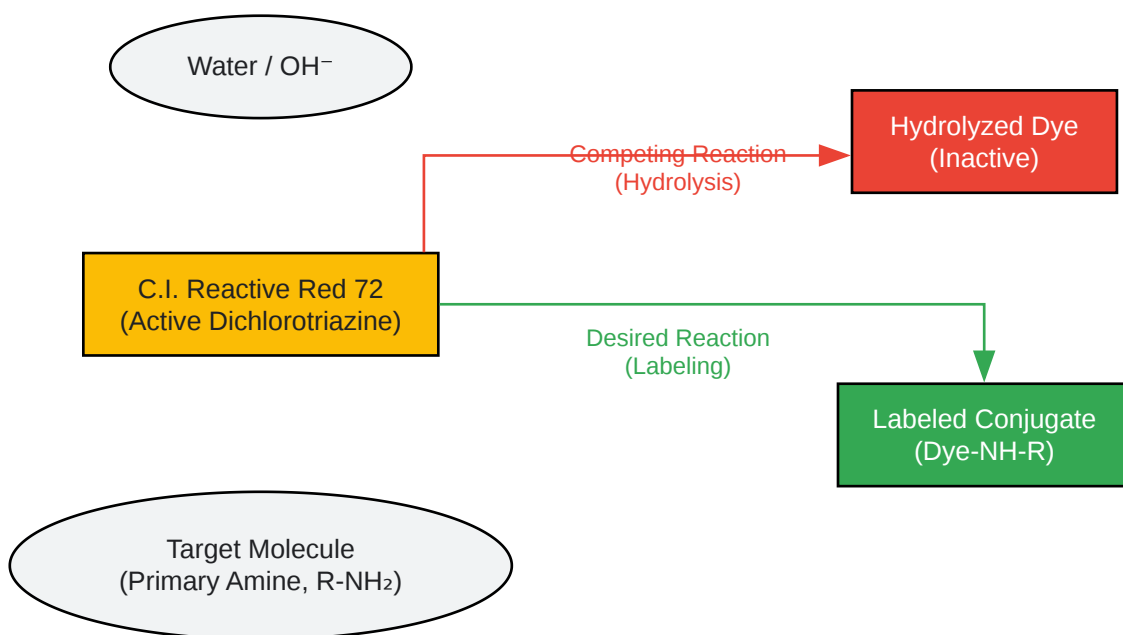 Water / OH⁻
Hydrolyzed Dye
(Inactive)
Competing Reaction
(Hydrolysis)
C.I. Reactive Red 72
(Active Dichlorotriazine)
Desired Reaction
(Labeling)
Labeled Conjugate
(Dye-NH-R)
Target Molecule
(Primary Amine, R-NH₂)